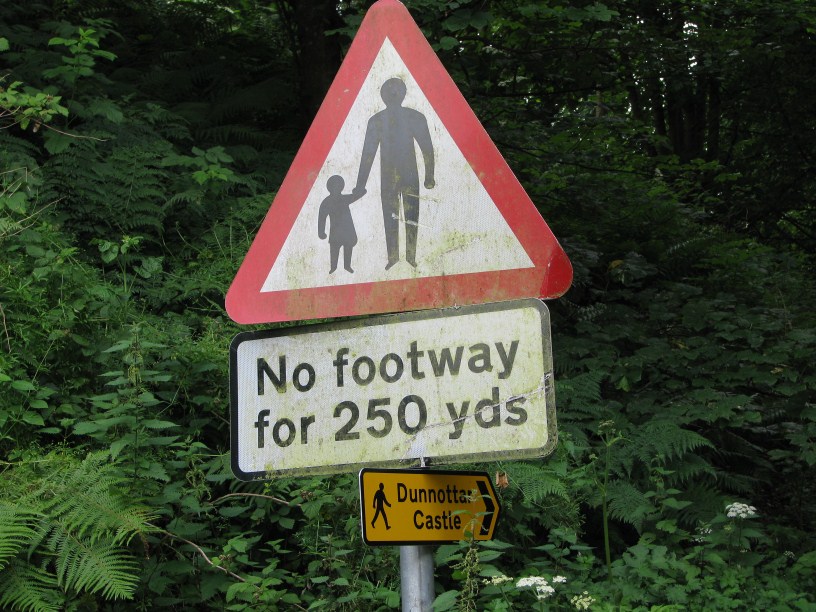 No footway
for 250 yds
Dunnottar
Castle